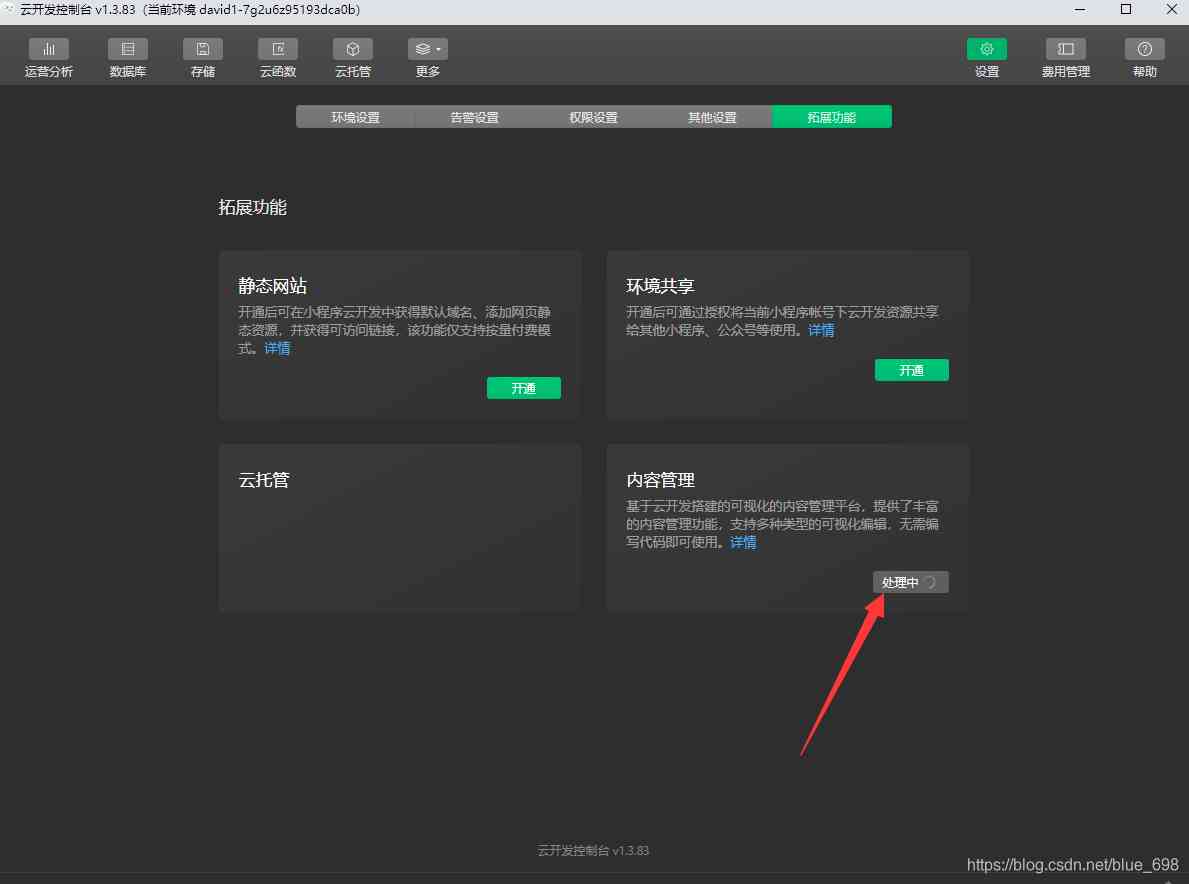 云开发控制台 v1.3.83（当前环境 david1-7g2u6z95193dca0b）
运营分析 数据库 存储 云函数 云托管 更多 设置 费用管理 帮助
环境设置 告警设置 权限设置 其他设置 拓展功能
拓展功能
静态网站
开通后可在小程序云开发中获得默认域名、添加网页静
态资源，并获得可访问链接，该功能仅支持按量付费模
式。详情
开通
环境共享
开通后可通过授权将当前小程序帐号下云开发资源共享
给其他小程序、公众号等使用。详情
开通
云托管
内容管理
基于云开发搭建的可视化的内容管理平台，提供了丰富
的内容管理功能，支持多种类型的可视化编辑，无需编
写代码即可使用。详情
处理中
云开发控制台 v1.3.83
https://blog.csdn.net/blue_698